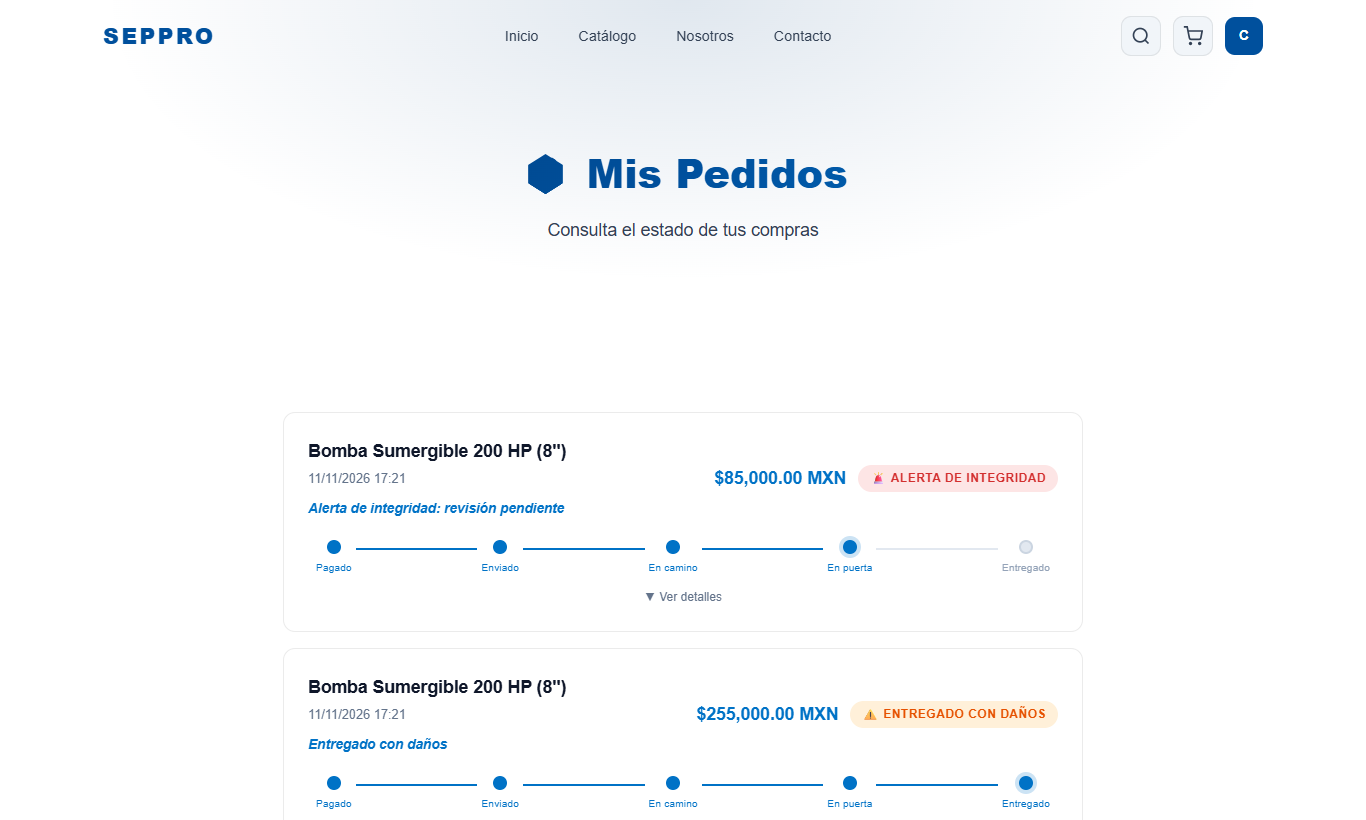 SEPPRO
Inicio
Catálogo
Nosotros
Contacto
C
Mis Pedidos
Consulta el estado de tus compras
Bomba Sumergible 200 HP (8")
11/11/2026 17:21
$85,000.00 MXN
ALERTA DE INTEGRIDAD
Alerta de integridad: revisión pendiente
Pagado
Enviado
En camino
En puerta
Entregado
▼ Ver detalles
Bomba Sumergible 200 HP (8")
11/11/2026 17:21
$255,000.00 MXN
ENTREGADO CON DAÑOS
Entregado con daños
Pagado
Enviado
En camino
En puerta
Entregado